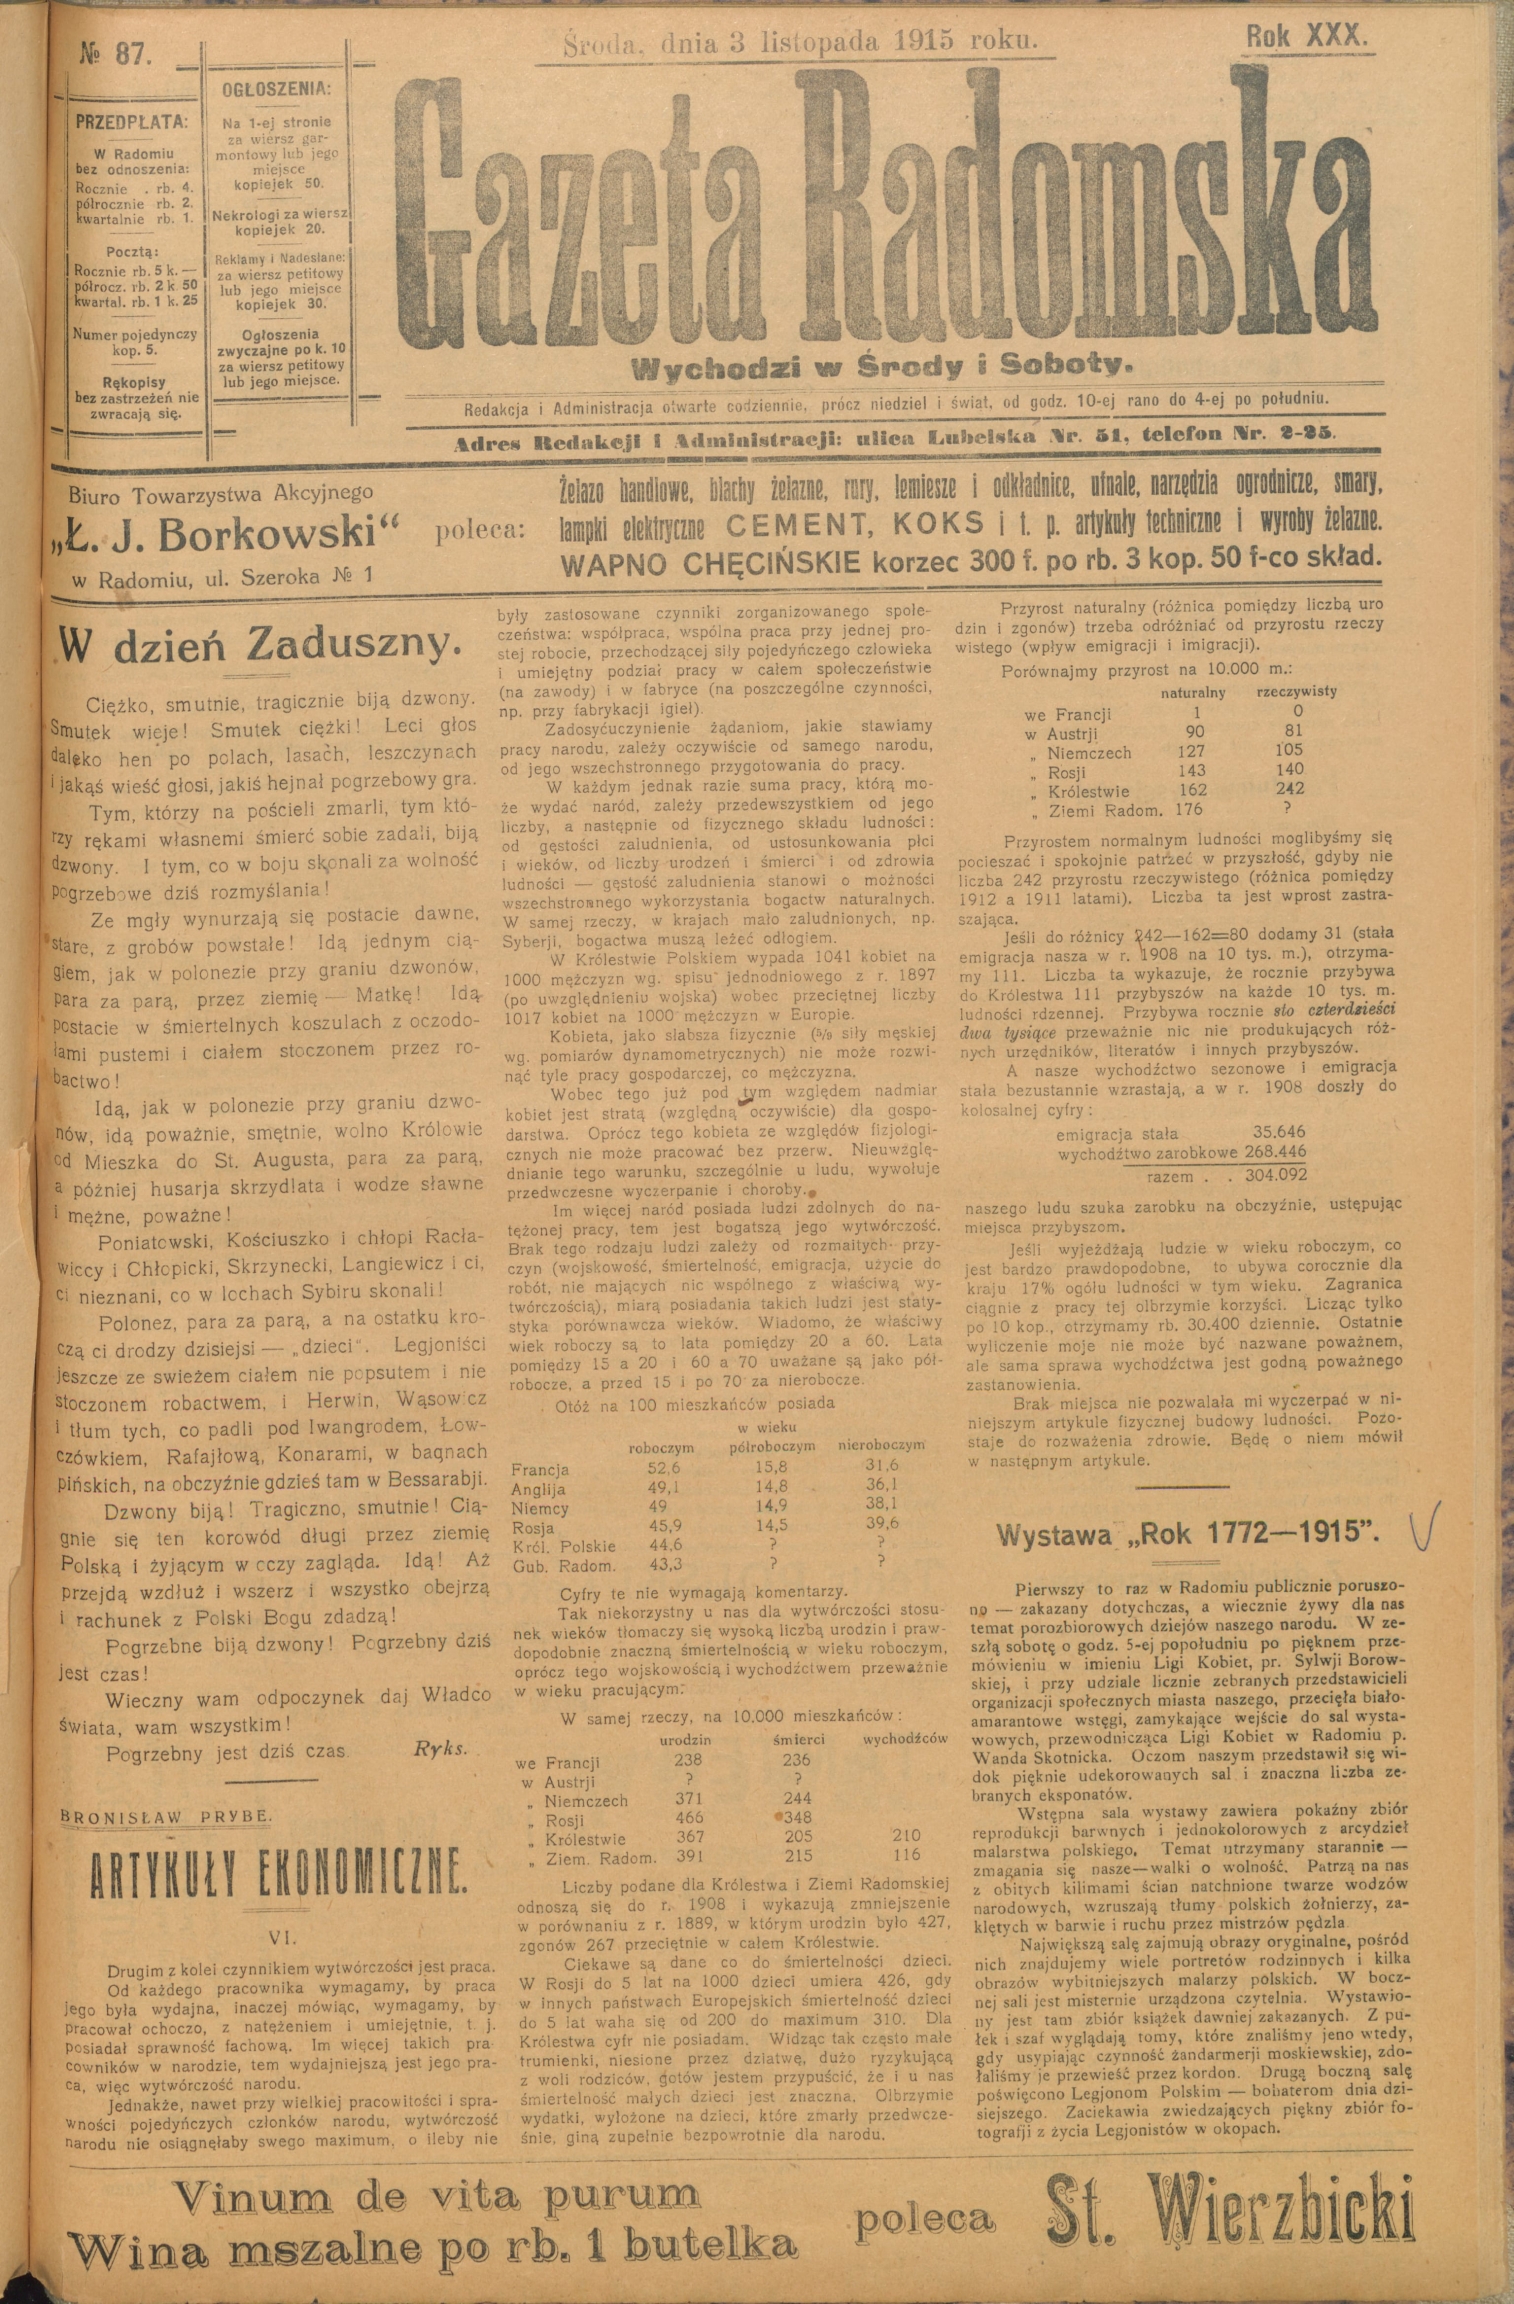 № 87.
Środa, dnia 3 listopada 1915 roku.
Rok XXX.
PRZEDPŁATA:
W Radomiu
bez odnoszenia:
Rocznie . rb. 4.
półrocznie rb. 2.
kwartalnie rb. 1.
Pocztą:
Rocznie rb. 5 k. —
półrocz. rb. 2 k 50
kwartal. rb. 1 k. 25
Numer pojedynczy
kop. 5.
Rękopisy
bez zastrzeżeń nie
zwracają się.
OGŁOSZENIA:
Na 1-ej stronie
za wiersz gar-
montowy lub jego
miejsce
kopiejek 50.
Nekrologi za wiersz
kopiejek 20.
Reklamy i Nadesłane:
za wiersz petitowy
lub jego miejsce
kopiejek 30.
Ogłoszenia
zwyczajne po k. 10
za wiersz petitowy
lub jego miejsce.
Gazeta Radomska
Wychodzi w Środy i Soboty.
Redakcja i Administracja otwarte codziennie, prócz niedziel i świąt, od godz. 10-ej rano do 4-ej po południu.
Adres Redakcji i Administracji: ulica Lubelska Nr. 51, telefon Nr. 2-25.
Biuro Towarzystwa Akcyjnego
„Ł. J. Borkowski“
w Radomiu, ul. Szeroka № 1
poleca:
Żelazo handlowe, blachy żelazne, rury, lemiesze i odkładnice, ufnale, narzędzia ogrodnicze, smary,
lampki elektryczne CEMENT, KOKS i t. p. artykuły techniczne i wyroby żelazne.
WAPNO CHĘCIŃSKIE korzec 300 f. po rb. 3 kop. 50 f-co skład.
W dzień Zaduszny.
Ciężko, smutnie, tragicznie biją dzwony.
Smutek wieje! Smutek ciężki! Leci głos
daleko hen po polach, lasach, leszczynach
i jakąś wieść głosi, jakiś hejnał pogrzebowy gra.
Tym, którzy na pościeli zmarli, tym któ-
rzy rękami własnemi śmierć sobie zadali, biją
dzwony. I tym, co w boju skonali za wolność
pogrzebowe dziś rozmyślania!
Ze mgły wynurzają się postacie dawne,
stare, z grobów powstałe! Idą jednym cią-
giem, jak w polonezie przy graniu dzwonów,
para za parą, przez ziemię — Matkę! Idą
postacie w śmiertelnych koszulach z oczodo-
łami pustemi i ciałem stoczonem przez ro-
bactwo!
Idą, jak w polonezie przy graniu dzwo-
nów, idą poważnie, smętnie, wolno Królowie
od Mieszka do St. Augusta, para za parą,
a później husarja skrzydlata i wodze sławne
i mężne, poważne!
Poniatowski, Kościuszko i chłopi Racła-
wiccy i Chłopicki, Skrzynecki, Langiewicz i ci,
ci nieznani, co w lochach Sybiru skonali!
Polonez, para za parą, a na ostatku kro-
czą ci drodzy dzisiejsi — „dzieci“. Legjoniści
jeszcze ze świeżem ciałem nie popsutem i nie
stoczonem robactwem, i Herwin, Wąsowicz
i tłum tych, co padli pod Iwangrodem, Łow-
czówkiem, Rafajłową, Konarami, w bagnach
pińskich, na obczyźnie gdzieś tam w Bessarabji.
Dzwony biją! Tragiczno, smutnie! Cią-
gnie się ten korowód długi przez ziemię
Polską i żyjącym w oczy zagląda. Idą! Aż
przejdą wzdłuż i wszerz i wszystko obejrzą
i rachunek z Polski Bogu zdadzą!
Pogrzebne biją dzwony! Pogrzebny dziś
jest czas!
Wieczny wam odpoczynek daj Władco
świata, wam wszystkim!
Pogrzebny jest dziś czas. Ryks.
BRONISŁAW PRYBE.
ARTYKUŁY EKONOMICZNE.
VI.
Drugim z kolei czynnikiem wytwórczości jest praca.
Od każdego pracownika wymagamy, by praca
jego była wydajna, inaczej mówiąc, wymagamy, by
pracował ochoczo, z natężeniem i umiejętnie, t. j.
posiadał sprawność fachową. Im więcej takich pra
cowników w narodzie, tem wydajniejszą jest jego pra-
ca, więc wytwórczość narodu.
Jednakże, nawet przy wielkiej pracowitości i spra-
wności pojedyńczych członków narodu, wytwórczość
narodu nie osiągnęłaby swego maximum, o ileby nie
były zastosowane czynniki zorganizowanego społe-
czeństwa: współpraca, wspólna praca przy jednej pro-
stej robocie, przechodzącej siły pojedyńczego człowieka
i umiejętny podział pracy w całem społeczeństwie
(na zawody) i w fabryce (na poszczególne czynności,
np. przy fabrykacji igieł).
Zadosyćuczynienie żądaniom, jakie stawiamy
pracy narodu, zależy oczywiście od samego narodu,
od jego wszechstronnego przygotowania do pracy.
W każdym jednak razie suma pracy, którą mo-
że wydać naród, zależy przedewszystkiem od jego
liczby, a następnie od fizycznego składu ludności:
od gęstości zaludnienia, od ustosunkowania płci
i wieków, od liczby urodzeń i śmierci i od zdrowia
ludności — gęstość zaludnienia stanowi o możności
wszechstronnego wykorzystania bogactw naturalnych.
W samej rzeczy, w krajach mało zaludnionych, np.
Syberji, bogactwa muszą leżeć odłogiem.
W Królestwie Polskiem wypada 1041 kobiet na
1000 mężczyzn wg. spisu jednodniowego z r. 1897
(po uwzględnieniu wojska) wobec przeciętnej liczby
1017 kobiet na 1000 mężczyzn w Europie.
Kobieta, jako słabsza fizycznie (5/9 siły męskiej
wg. pomiarów dynamometrycznych) nie może rozwi-
nąć tyle pracy gospodarczej, co mężczyzna.
Wobec tego już pod tym względem nadmiar
kobiet jest stratą (względną oczywiście) dla gospo-
darstwa. Oprócz tego kobieta ze względów fizjologi-
cznych nie może pracować bez przerw. Nieuwzglę-
dnianie tego warunku, szczególnie u ludu, wywołuje
przedwczesne wyczerpanie i choroby.
Im więcej naród posiada ludzi zdolnych do na-
tężonej pracy, tem jest bogatszą jego wytwórczość.
Brak tego rodzaju ludzi zależy od rozmaitych przy-
czyn (wojskowość, śmiertelność, emigracja, użycie do
robót, nie mających nic wspólnego z właściwą wy-
twórczością), miarą posiadania takich ludzi jest staty-
styka porównawcza wieków. Wiadomo, że właściwy
wiek roboczy są to lata pomiędzy 20 a 60. Lata
pomiędzy 15 a 20 i 60 a 70 uważane są jako pół-
robocze, a przed 15 i po 70 za nierobocze.
Otóż na 100 mieszkańców posiada
w wieku
roboczym półroboczym nieroboczym
Francja 52,6 15,8 31,6
Anglija 49,1 14,8 36,1
Niemcy 49 14,9 38,1
Rosja 45,9 14,5 39,6
Król. Polskie 44,6 ? ?
Gub. Radom. 43,3 ? ?
Cyfry te nie wymagają komentarzy.
Tak niekorzystny u nas dla wytwórczości stosu-
nek wieków tłomaczy się wysoką liczbą urodzin i praw-
dopodobnie znaczną śmiertelnością w wieku roboczym,
oprócz tego wojskowością i wychodźctwem przeważnie
w wieku pracującym.
W samej rzeczy, na 10.000 mieszkańców:
urodzin śmierci wychodźców
we Francji 238 236
w Austrji ? ?
„ Niemczech 371 244
„ Rosji 466 348
„ Królestwie 367 205 210
„ Ziem. Radom. 391 215 116
Liczby podane dla Królestwa i Ziemi Radomskiej
odnoszą się do r. 1908 i wykazują zmniejszenie
w porównaniu z r. 1889, w którym urodzin było 427,
zgonów 267 przeciętnie w całem Królestwie.
Ciekawe są dane co do śmiertelności dzieci.
W Rosji do 5 lat na 1000 dzieci umiera 426, gdy
w innych państwach Europejskich śmiertelność dzieci
do 5 lat waha się od 200 do maximum 310. Dla
Królestwa cyfr nie posiadam. Widząc tak często małe
trumienki, niesione przez dziatwę, dużo ryzykującą
z woli rodziców, gotów jestem przypuścić, że i u nas
śmiertelność małych dzieci jest znaczna. Olbrzymie
wydatki, wyłożone na dzieci, które zmarły przedwcze-
śnie, giną zupełnie bezpowrotnie dla narodu.
Przyrost naturalny (różnica pomiędzy liczbą uro
dzin i zgonów) trzeba odróżniać od przyrostu rzeczy
wistego (wpływ emigracji i imigracji).
Porównajmy przyrost na 10.000 m.:
naturalny rzeczywisty
we Francji 1 0
w Austrji 90 81
„ Niemczech 127 105
„ Rosji 143 140
„ Królestwie 162 242
„ Ziemi Radom. 176 ?
Przyrostem normalnym ludności moglibyśmy się
pocieszać i spokojnie patrzeć w przyszłość, gdyby nie
liczba 242 przyrostu rzeczywistego (różnica pomiędzy
1912 a 1911 latami). Liczba ta jest wprost zastra-
szająca.
Jeśli do różnicy 242—162=80 dodamy 31 (stała
emigracja nasza w r. 1908 na 10 tys. m.), otrzyma-
my 111. Liczba ta wykazuje, że rocznie przybywa
do Królestwa 111 przybyszów na każde 10 tys. m.
ludności rdzennej. Przybywa rocznie sto czterdzieści
dwa tysiące przeważnie nic nie produkujących róż-
nych urzędników, literatów i innych przybyszów.
A nasze wychodźctwo sezonowe i emigracja
stała bezustannie wzrastają, a w r. 1908 doszły do
kolosalnej cyfry:
emigracja stała 35.646
wychodźtwo zarobkowe 268.446
razem . . 304.092
naszego ludu szuka zarobku na obczyźnie, ustępując
miejsca przybyszom.
Jeśli wyjeżdżają ludzie w wieku roboczym, co
jest bardzo prawdopodobne, to ubywa corocznie dla
kraju 17% ogółu ludności w tym wieku. Zagranica
ciągnie z pracy tej olbrzymie korzyści. Licząc tylko
po 10 kop., otrzymamy rb. 30.400 dziennie. Ostatnie
wyliczenie moje nie może być nazwane poważnem,
ale sama sprawa wychodźctwa jest godną poważnego
zastanowienia.
Brak miejsca nie pozwalała mi wyczerpać w ni-
niejszym artykule fizycznej budowy ludności. Pozo-
staje do rozważenia zdrowie. Będę o niem mówił
w następnym artykule.
Wystawa „Rok 1772—1915”.
Pierwszy to raz w Radomiu publicznie poruszo-
no — zakazany dotychczas, a wiecznie żywy dla nas
temat porozbiorowych dziejów naszego narodu. W ze-
szłą sobotę o godz. 5-ej popołudniu po pięknem prze-
mówieniu w imieniu Ligi Kobiet, pr. Sylwji Borow-
skiej, i przy udziale licznie zebranych przedstawicieli
organizacji społecznych miasta naszego, przecięła biało-
amarantowe wstęgi, zamykające wejście do sal wysta-
wowych, przewodnicząca Ligi Kobiet w Radomiu p.
Wanda Skotnicka. Oczom naszym przedstawił się wi-
dok pięknie udekorowanych sal i znaczna liczba ze-
branych eksponatów.
Wstępna sala wystawy zawiera pokaźny zbiór
reprodukcji barwnych i jednokolorowych z arcydzieł
malarstwa polskiego. Temat utrzymany starannie —
zmagania się nasze—walki o wolność. Patrzą na nas
z obitych kilimami ścian natchnione twarze wodzów
narodowych, wzruszają tłumy polskich żołnierzy, za-
klętych w barwie i ruchu przez mistrzów pędzla.
Największą salę zajmują obrazy oryginalne, pośród
nich znajdujemy wiele portretów rodzinnych i kilka
obrazów wybitniejszych malarzy polskich. W bocz-
nej sali jest misternie urządzona czytelnia. Wystawio-
ny jest tam zbiór książek dawniej zakazanych. Z pu-
łek i szaf wyglądają tomy, które znaliśmy jeno wtedy,
gdy usypiając czynność żandarmerji moskiewskiej, zdo-
łaliśmy je przewieść przez kordon. Drugą boczną salę
poświęcono Legjonom Polskim — bohaterom dnia dzi-
siejszego. Zaciekawia zwiedzających piękny zbiór fo-
tografji z życia Legjonistów w okopach.
Vinum de vita purum
Wina mszalne po rb. 1 butelka
poleca
St. Wierzbicki